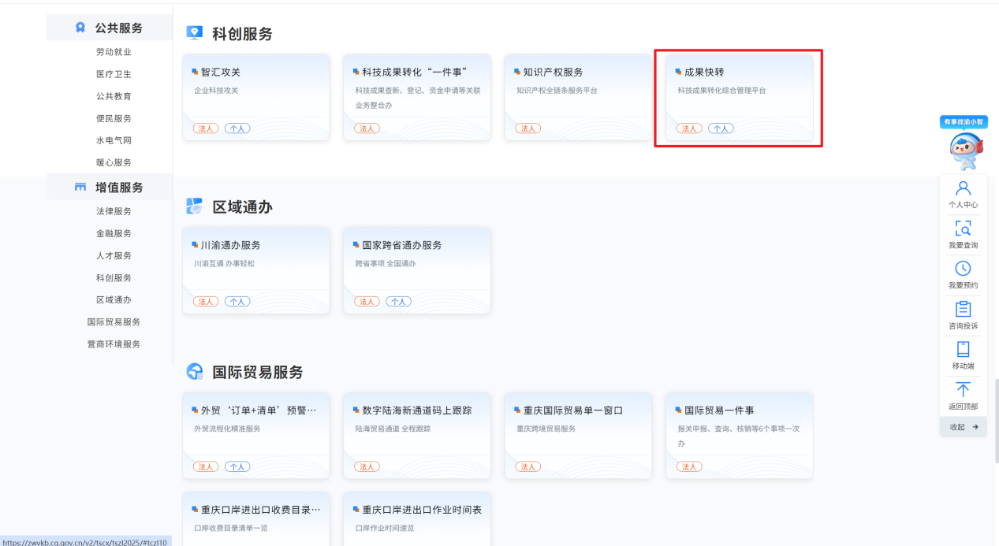 公共服务
劳动就业
医疗卫生
公共教育
便民服务
水电气网
暖心服务
增值服务
法律服务
金融服务
人才服务
科创服务
区域通办
国际贸易服务
营商环境服务
科创服务
智汇攻关
企业科技攻关
法人 个人
科技成果转化“一件事”
科技成果查新、登记、资金申请等关联
业务整合办
法人
知识产权服务
知识产权全链条服务平台
法人
成果快转
科技成果转化综合管理平台
法人 个人
区域通办
川渝通办服务
川渝互通 办事轻松
法人 个人
国家跨省通办服务
跨省事项 全国通办
法人 个人
国际贸易服务
外贸‘订单+清单’预警…
外贸流程化精准服务
法人 个人
数字陆海新通道码上跟踪
陆海贸易通道 全程跟踪
法人
重庆国际贸易单一窗口
重庆跨境贸易服务
法人
国际贸易一件事
报关申报、查询、核销等6个事项一次
办
法人
重庆口岸进出口收费目录…
口岸收费目录清单一览
重庆口岸进出口作业时间表
口岸作业时间速览
有事找渝小智
个人中心
我要查询
我要预约
咨询投诉
移动端
返回顶部
收起 →
https://zwykb.cq.gov.cn/v2/tscx/tszl2025/#tczl10